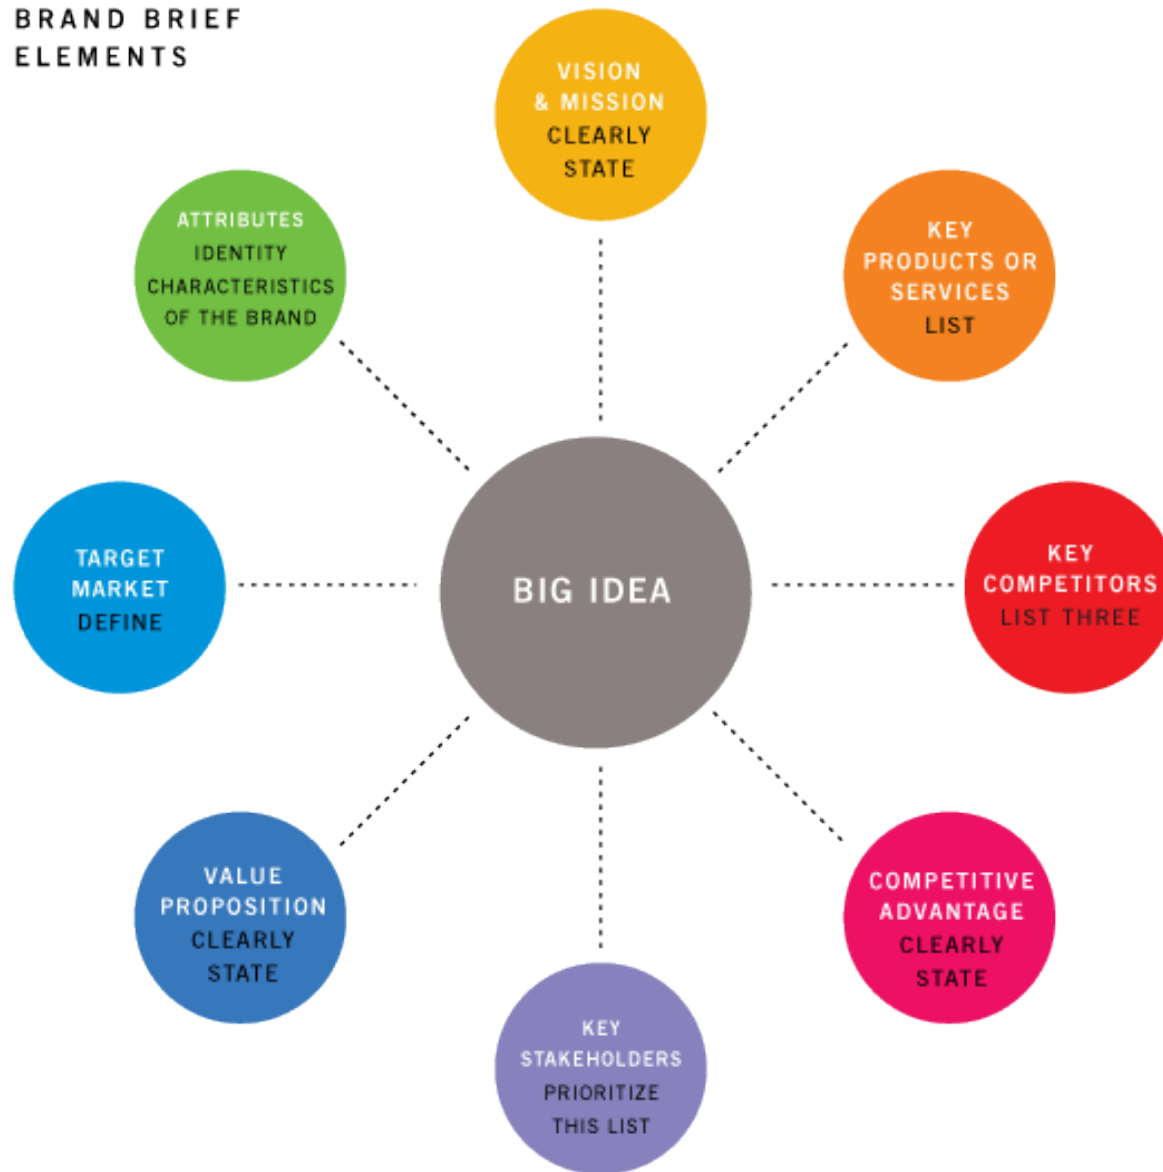 BRAND BRIEF
ELEMENTS
VISION
& MISSION
CLEARLY
STATE
KEY
PRODUCTS OR
SERVICES
LIST
KEY
COMPETITORS
LIST THREE
COMPETITIVE
ADVANTAGE
CLEARLY
STATE
KEY
STAKEHOLDERS
PRIORITIZE
THIS LIST
VALUE
PROPOSITION
CLEARLY
STATE
TARGET
MARKET
DEFINE
ATTRIBUTES
IDENTITY
CHARACTERISTICS
OF THE BRAND
BIG IDEA